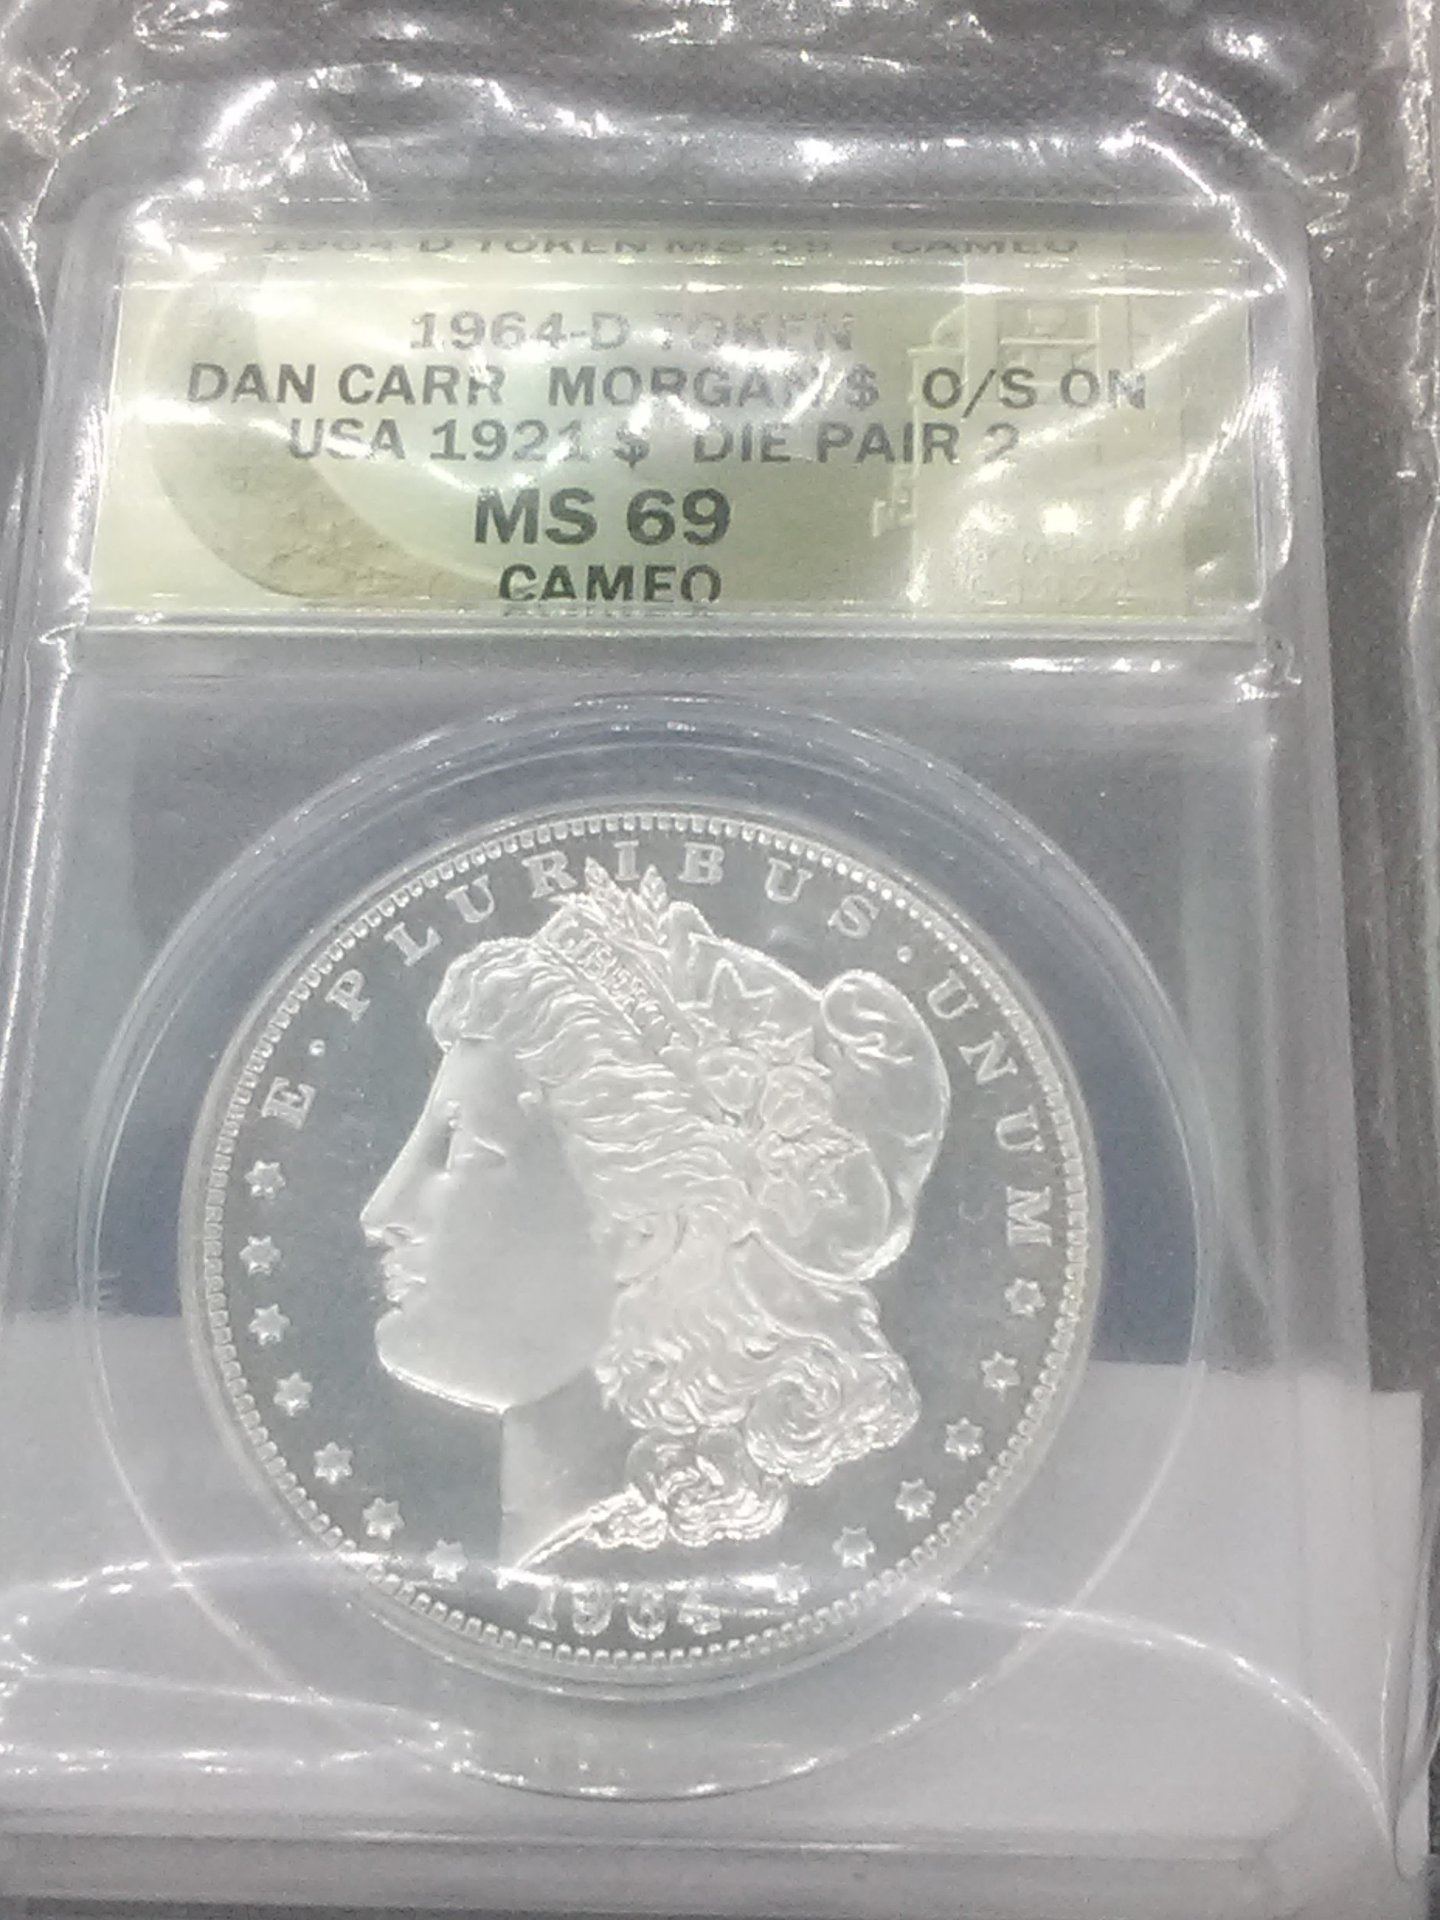 1964-D TOKEN MS 69 CAMEO
1964-D TOKEN
DAN CARR MORGAN $ O/S ON
USA 1921 $ DIE PAIR 2
MS 69
CAMEO
E · PLURIBUS · UNUM
LIBERTY
1964